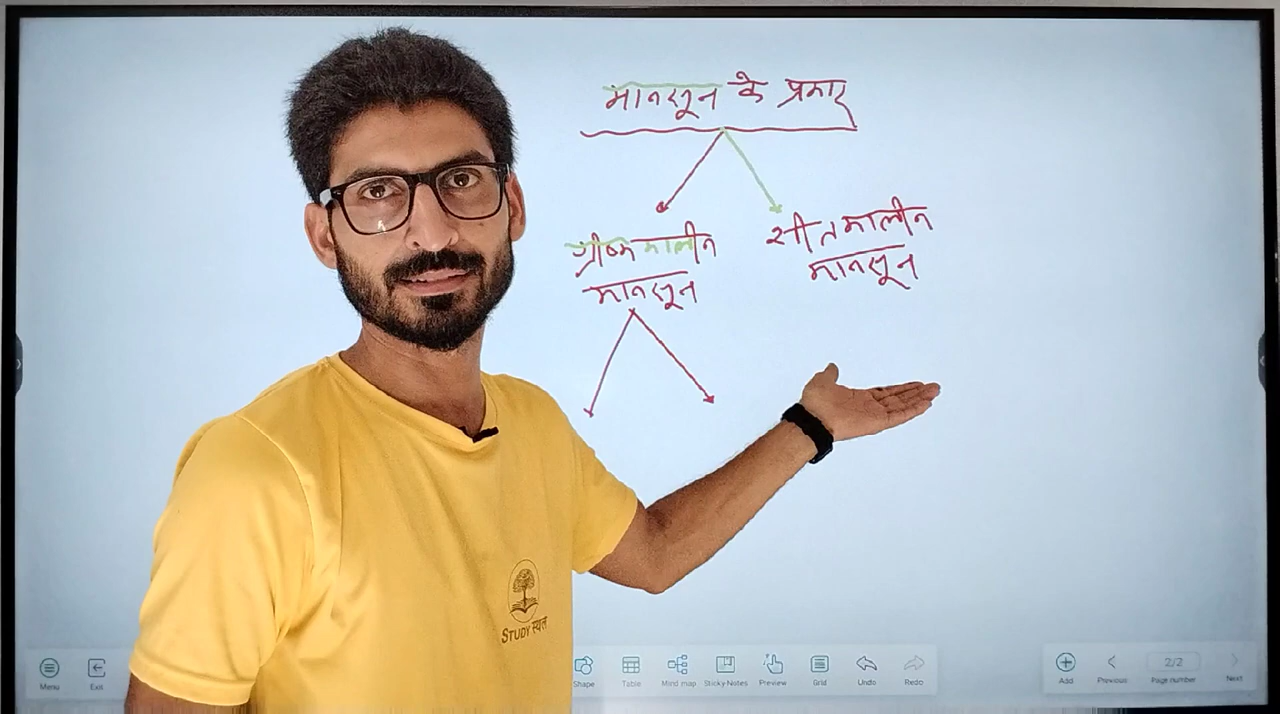 मानसून के प्रकार
ग्रीष्मकालीन
मानसून
शीतकालीन
मानसून
STUDY स्थल
Menu
Exit
Shape
Table
Mind map
Sticky Notes
Preview
Grid
Undo
Redo
Add
Previous
2/2
Page number
Next